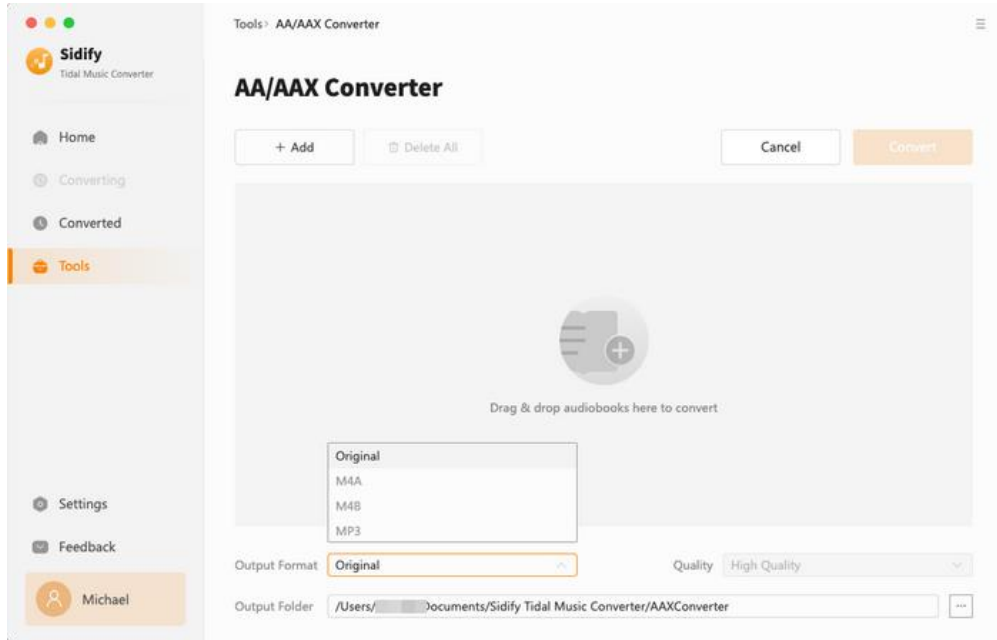 Sidify
Tidal Music Converter
Home
Converting
Converted
Tools
Settings
Feedback
Michael
Tools› AA/AAX Converter
AA/AAX Converter
+ Add
Delete All
Cancel
Convert
Drag & drop audiobooks here to convert
Original
M4A
M4B
MP3
Output Format Original
Quality High Quality
Output Folder /Users/ Documents/Sidify Tidal Music Converter/AAXConverter
...